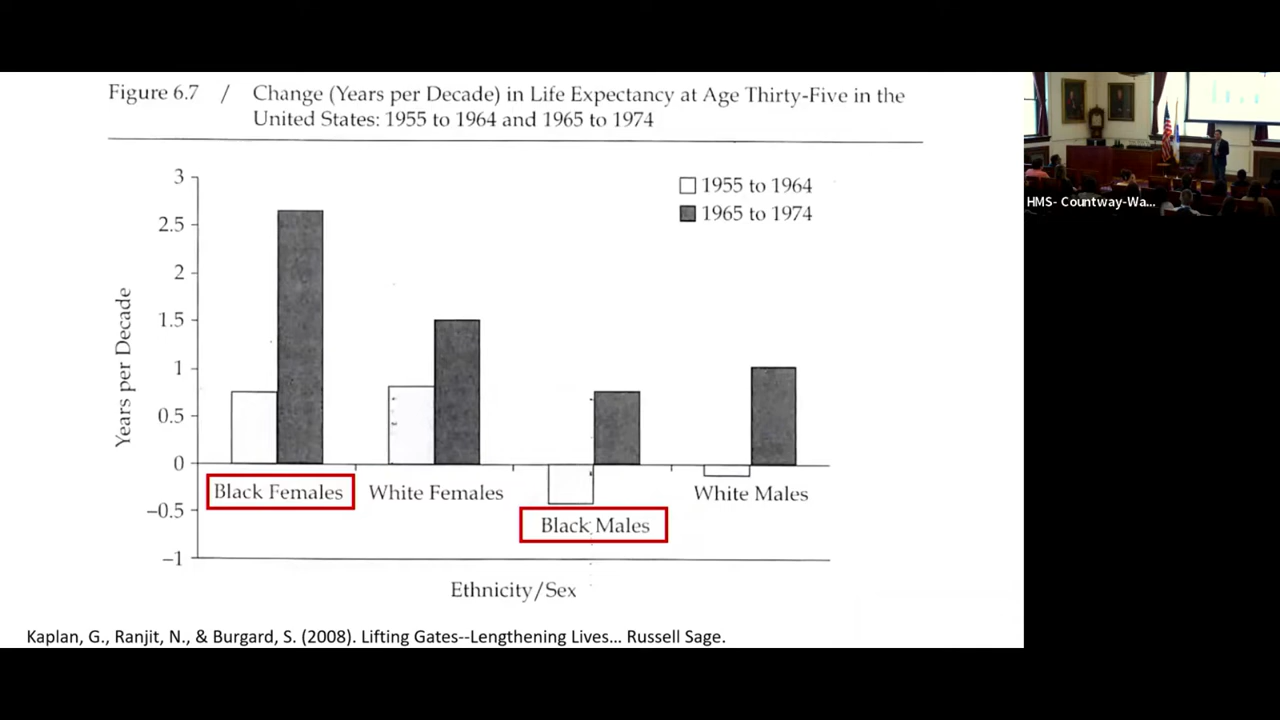 Figure 6.7 / Change (Years per Decade) in Life Expectancy at Age Thirty-Five in the
United States: 1955 to 1964 and 1965 to 1974
1955 to 1964
1965 to 1974
3
2.5
2
1.5
1
0.5
0
−0.5
−1
Years per Decade
Black Females
White Females
Black Males
White Males
Ethnicity/Sex
Kaplan, G., Ranjit, N., & Burgard, S. (2008). Lifting Gates--Lengthening Lives... Russell Sage.
HMS- Countway-Wa...